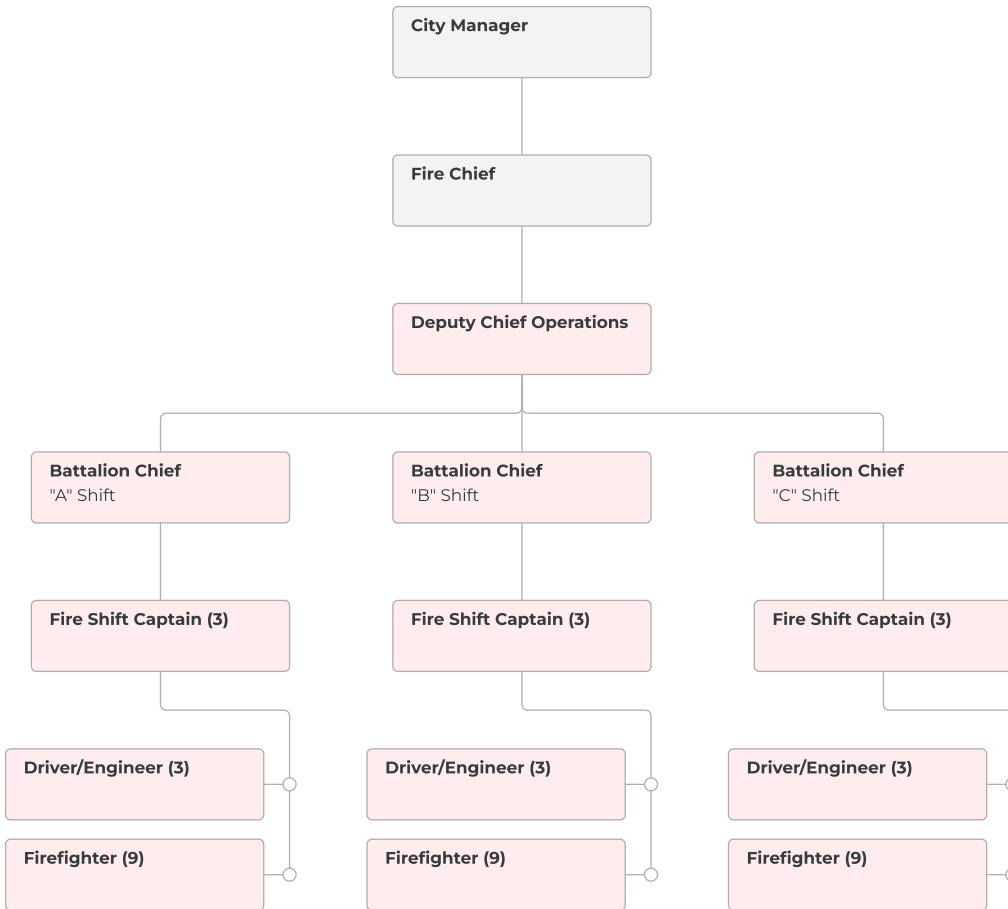 City Manager
Fire Chief
Deputy Chief Operations
Battalion Chief
"A" Shift
Battalion Chief
"B" Shift
Battalion Chief
"C" Shift
Fire Shift Captain (3)
Fire Shift Captain (3)
Fire Shift Captain (3)
Driver/Engineer (3)
Driver/Engineer (3)
Driver/Engineer (3)
Firefighter (9)
Firefighter (9)
Firefighter (9)